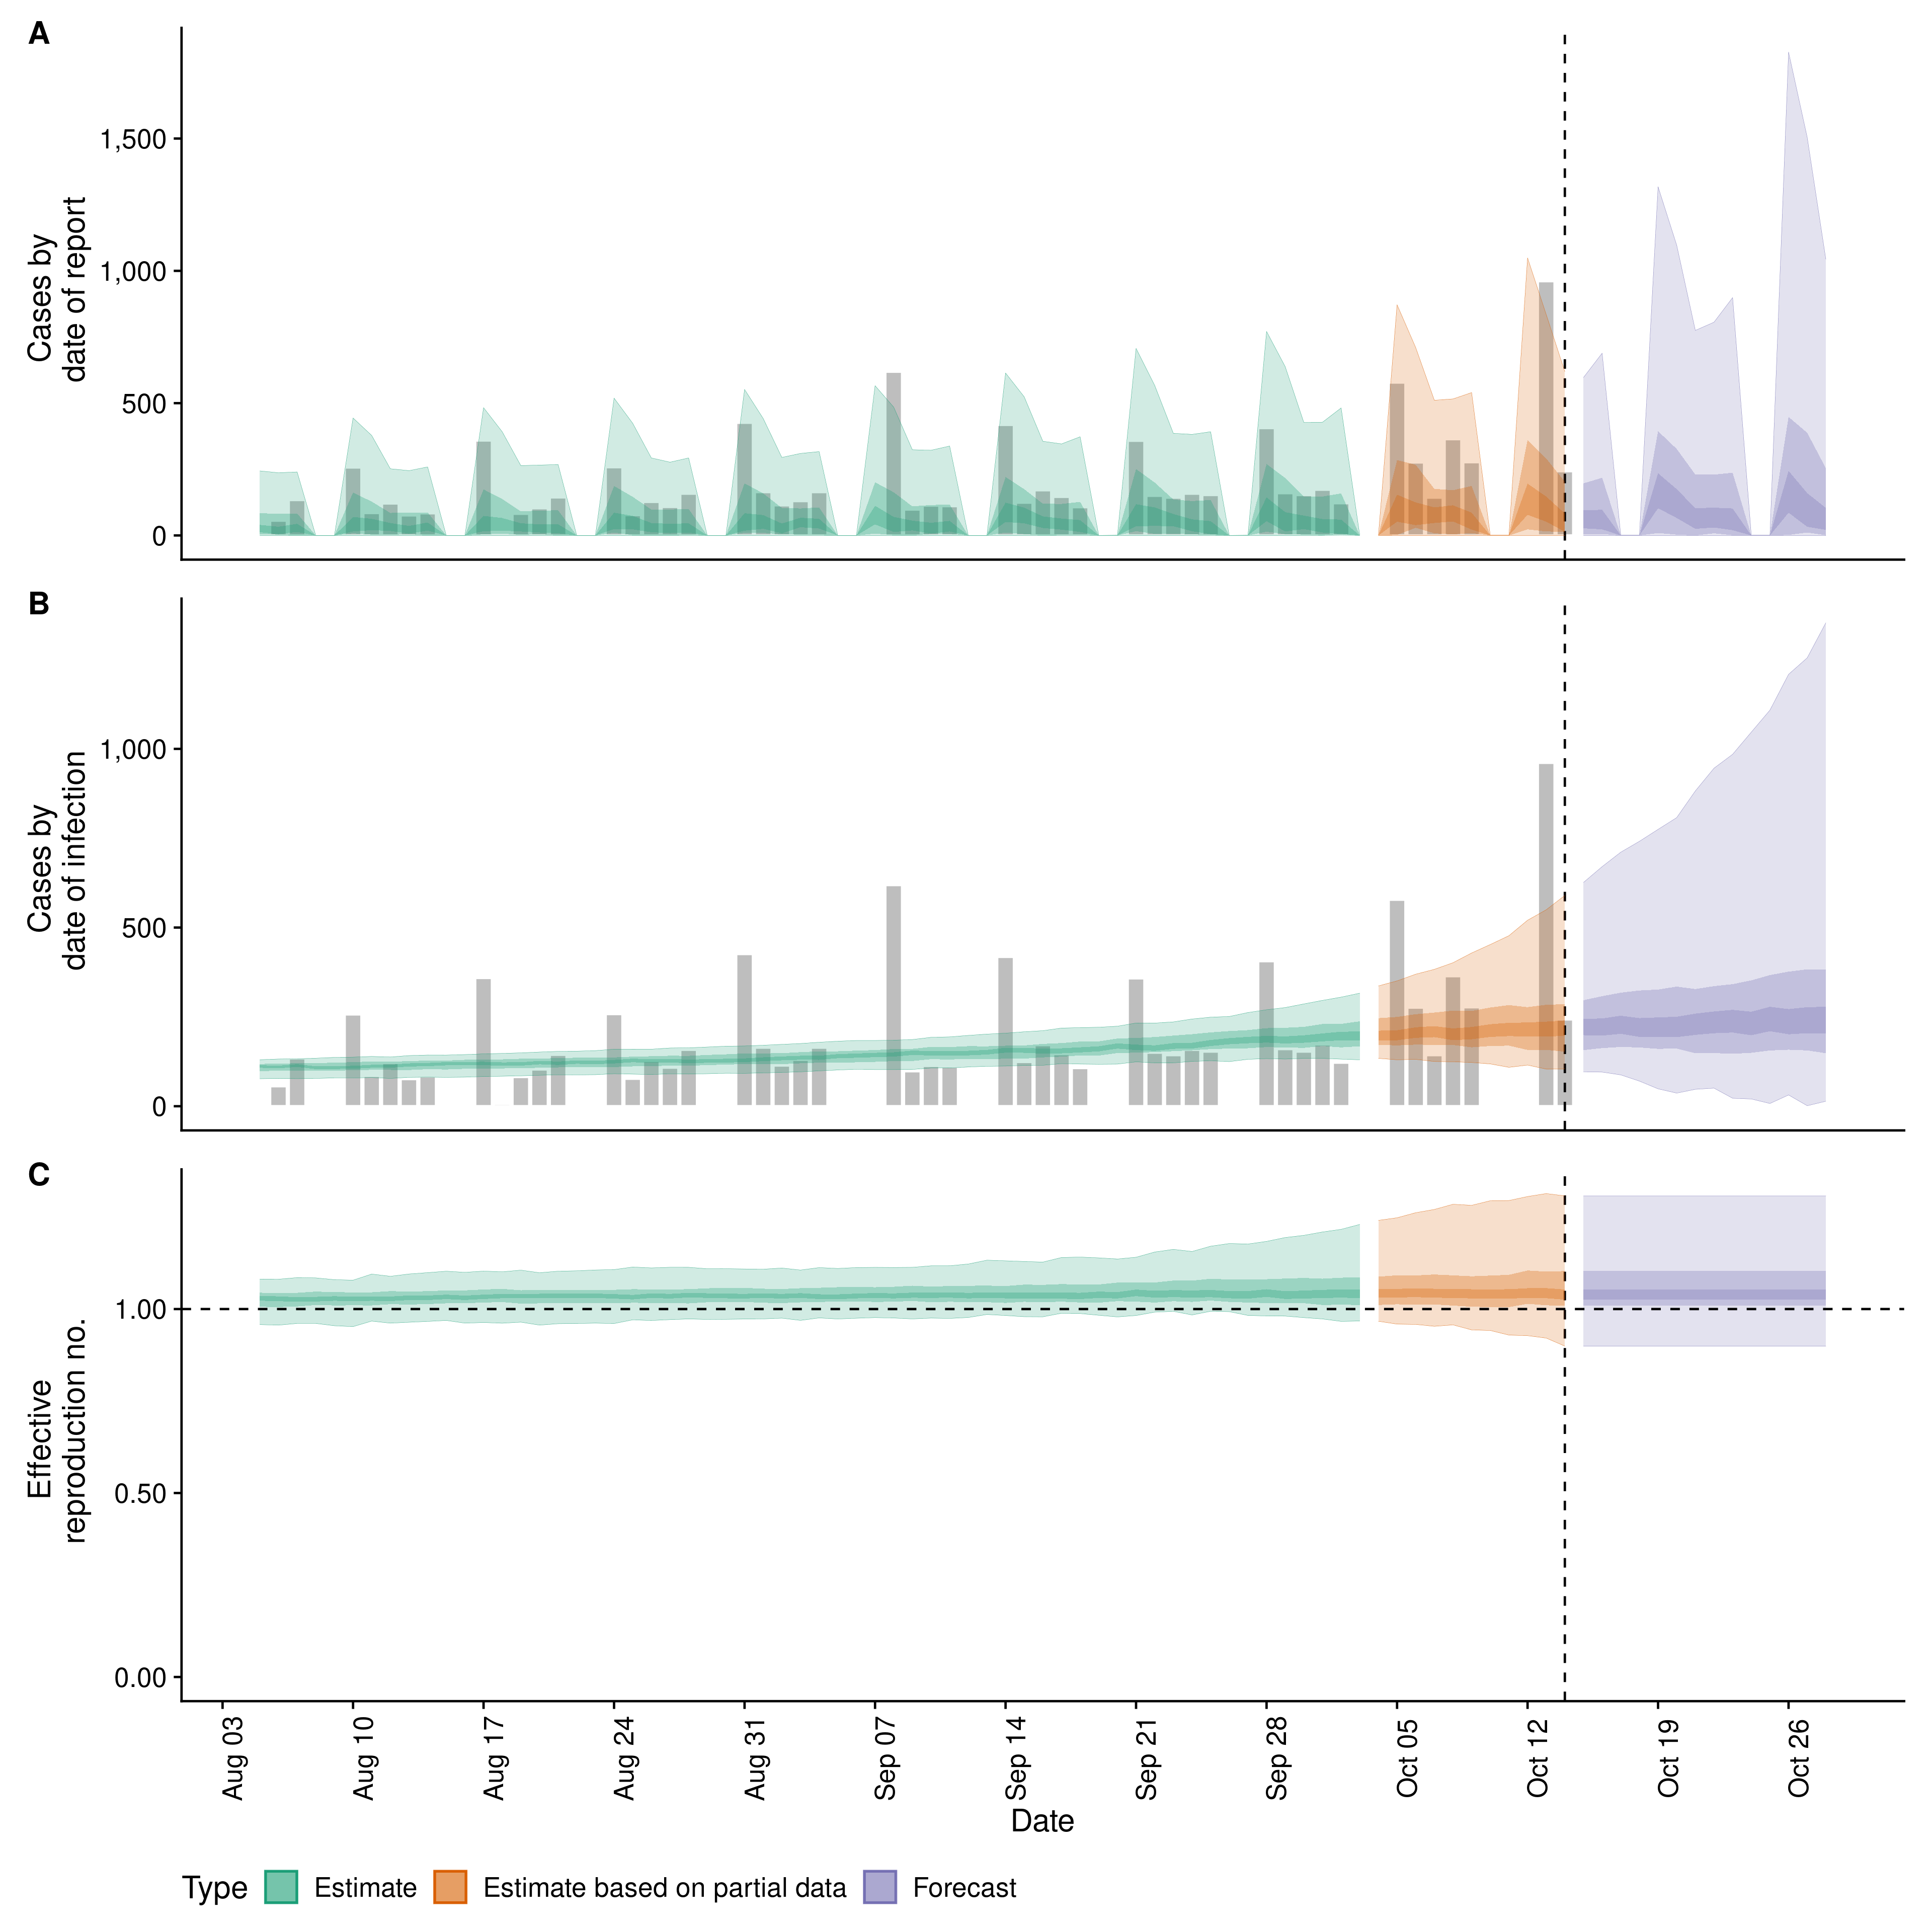 A
Cases by
date of report
1,500
1,000
500
0
B
Cases by
date of infection
1,000
500
0
C
Effective
reproduction no.
1.00
0.50
0.00
Aug 03
Aug 10
Aug 17
Aug 24
Aug 31
Sep 07
Sep 14
Sep 21
Sep 28
Oct 05
Oct 12
Oct 19
Oct 26
Date
Type Estimate Estimate based on partial data Forecast